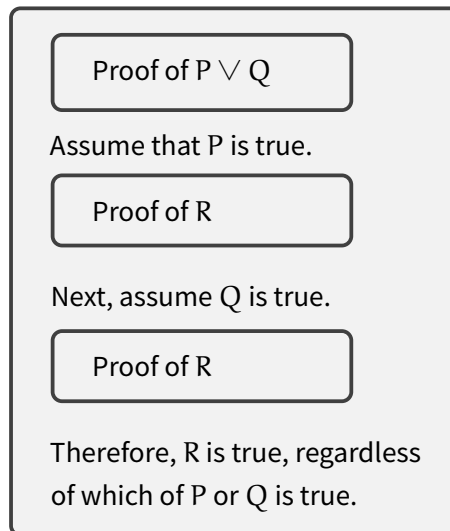 Proof of P ∨ Q
Assume that P is true.
Proof of R
Next, assume Q is true.
Proof of R
Therefore, R is true, regardless
of which of P or Q is true.